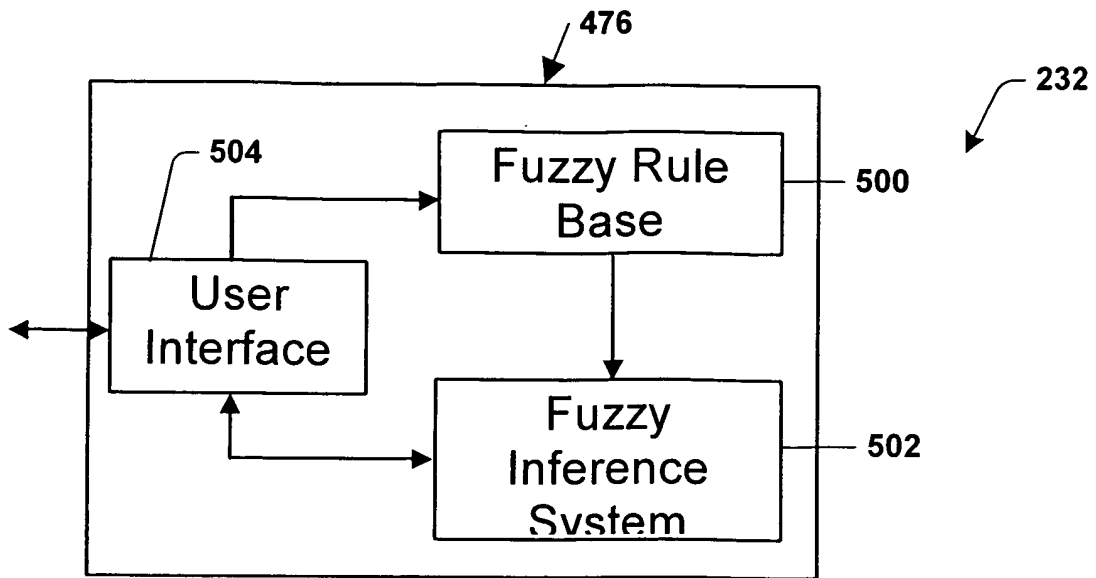 476
232
504
Fuzzy Rule
Base
500
User
Interface
Fuzzy
Inference
System
502